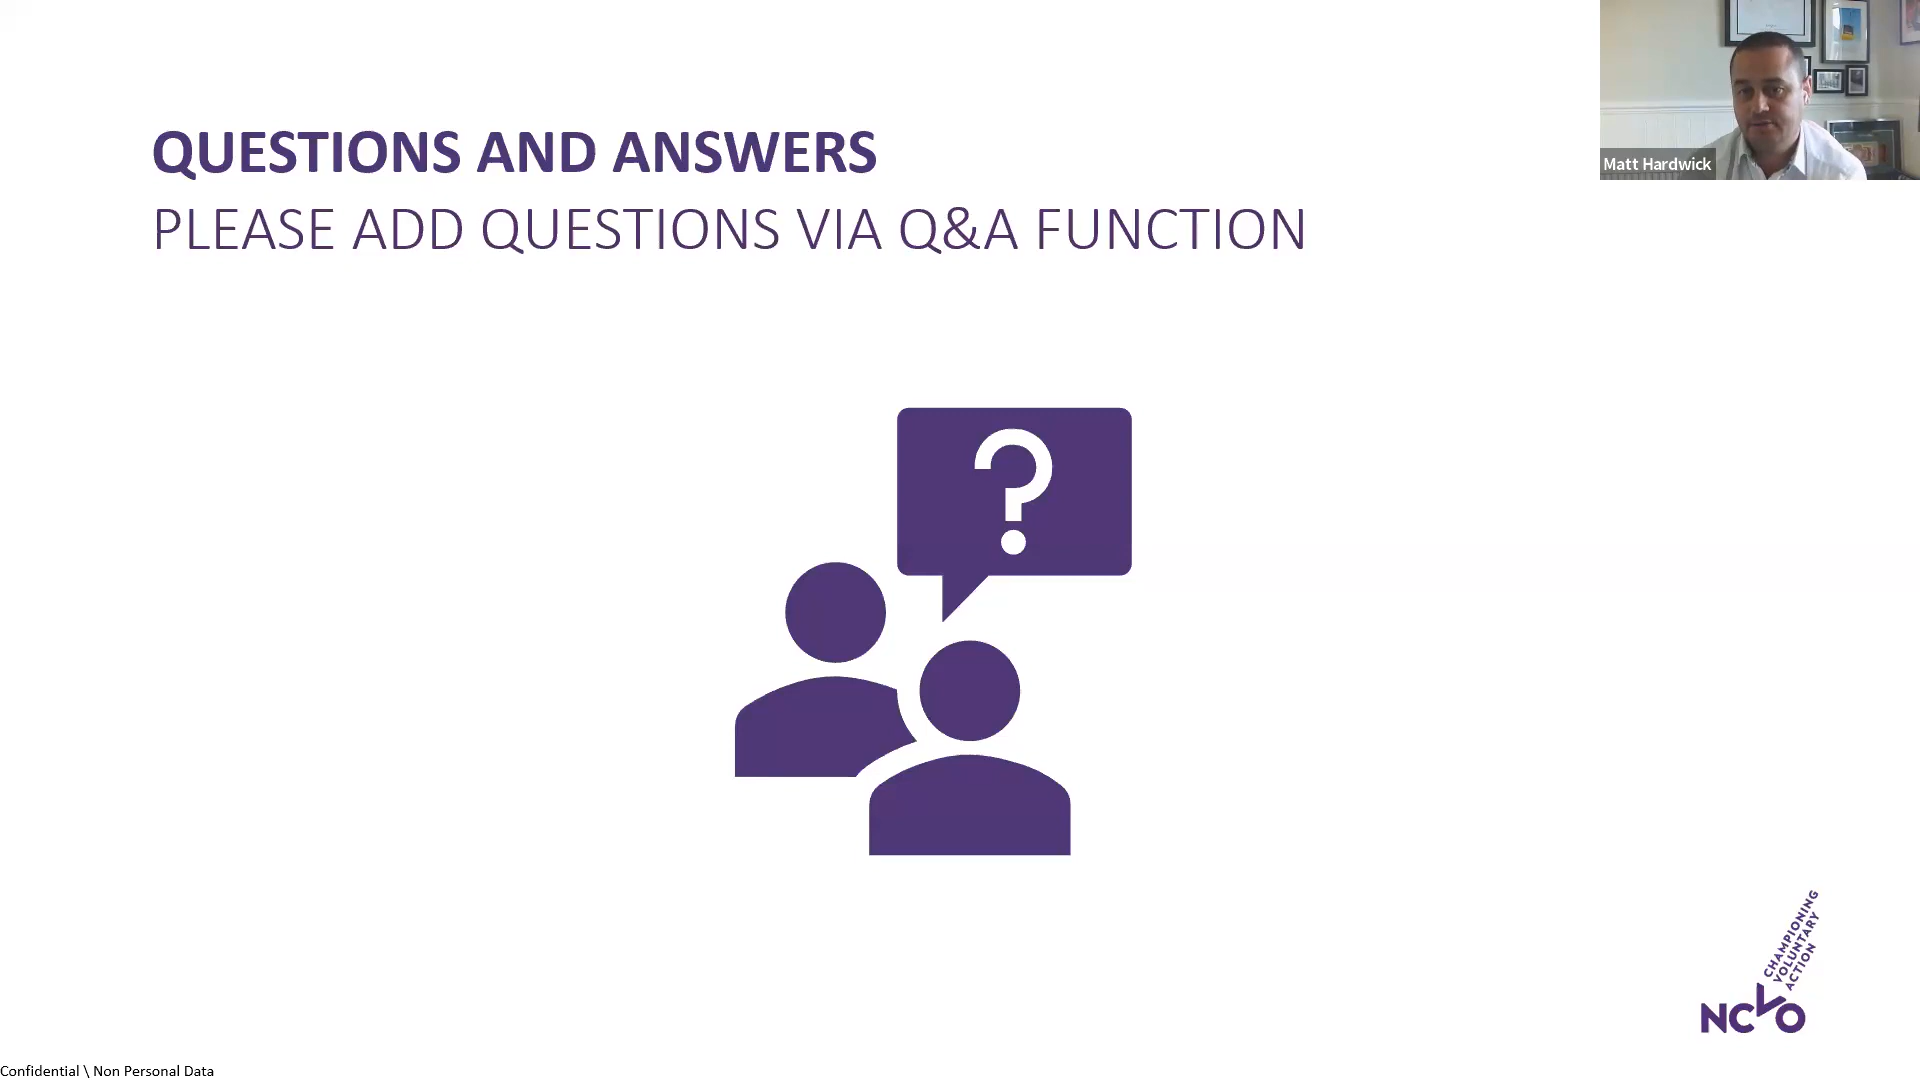 QUESTIONS AND ANSWERS
PLEASE ADD QUESTIONS VIA Q&A FUNCTION
Matt Hardwick
?
CHAMPIONING
VOLUNTARY
ACTION
NCVO
Confidential \ Non Personal Data